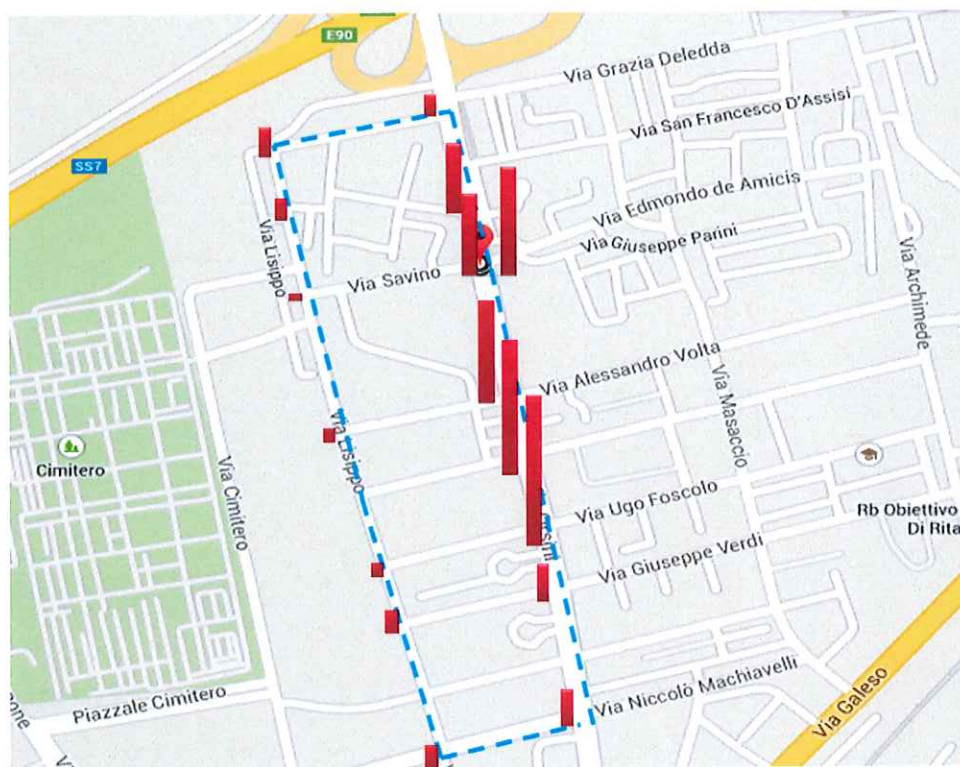 E90
Via Grazia Deledda
Via San Francesco D'Assisi
SS7
Via Edmondo de Amicis
Via Giuseppe Parini
Via Lisippo
Via Savino
Via Archimede
Via Alessandro Volta
Via Masaccio
Via Lisippo
Cimitero
Via Cimitero
Via Ugo Foscolo
Rb Obiettivo
Di Rita
Via Giuseppe Verdi
Via Niccolò Machiavelli
Piazzale Cimitero
Via Galeso